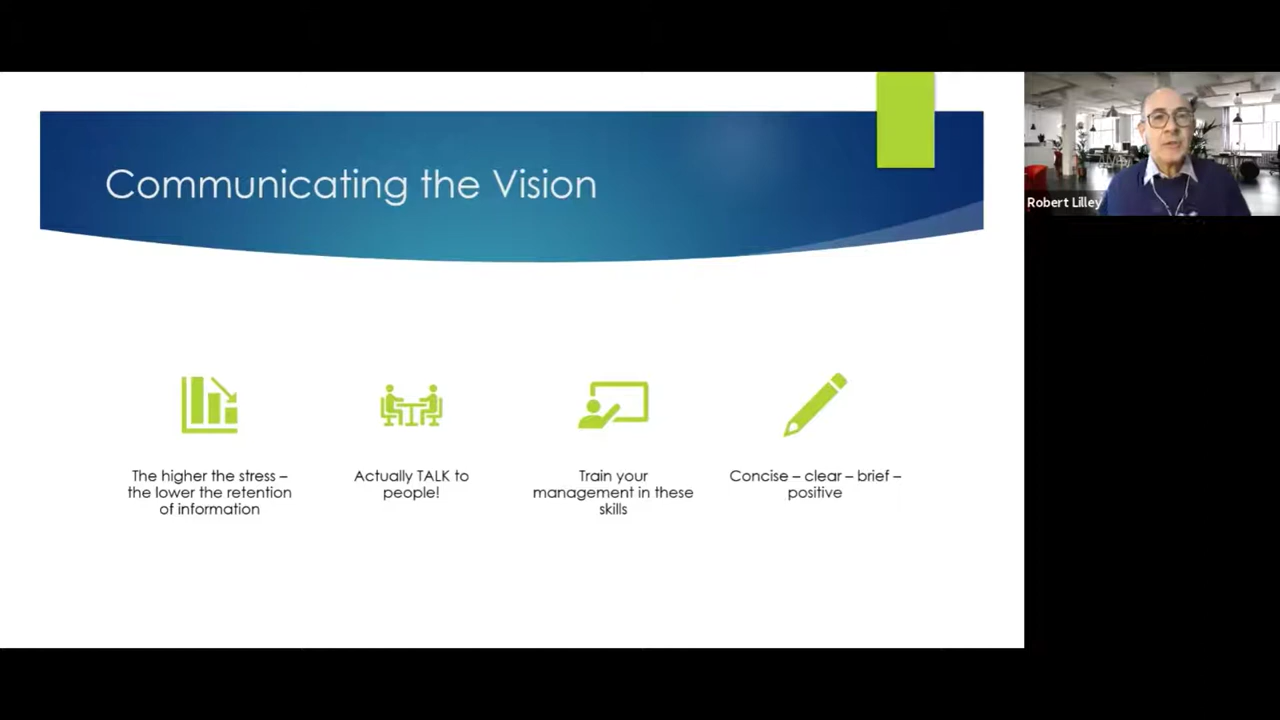 Communicating the Vision
Robert Lilley
The higher the stress –
the lower the retention
of information
Actually TALK to
people!
Train your
management in these
skills
Concise – clear – brief –
positive